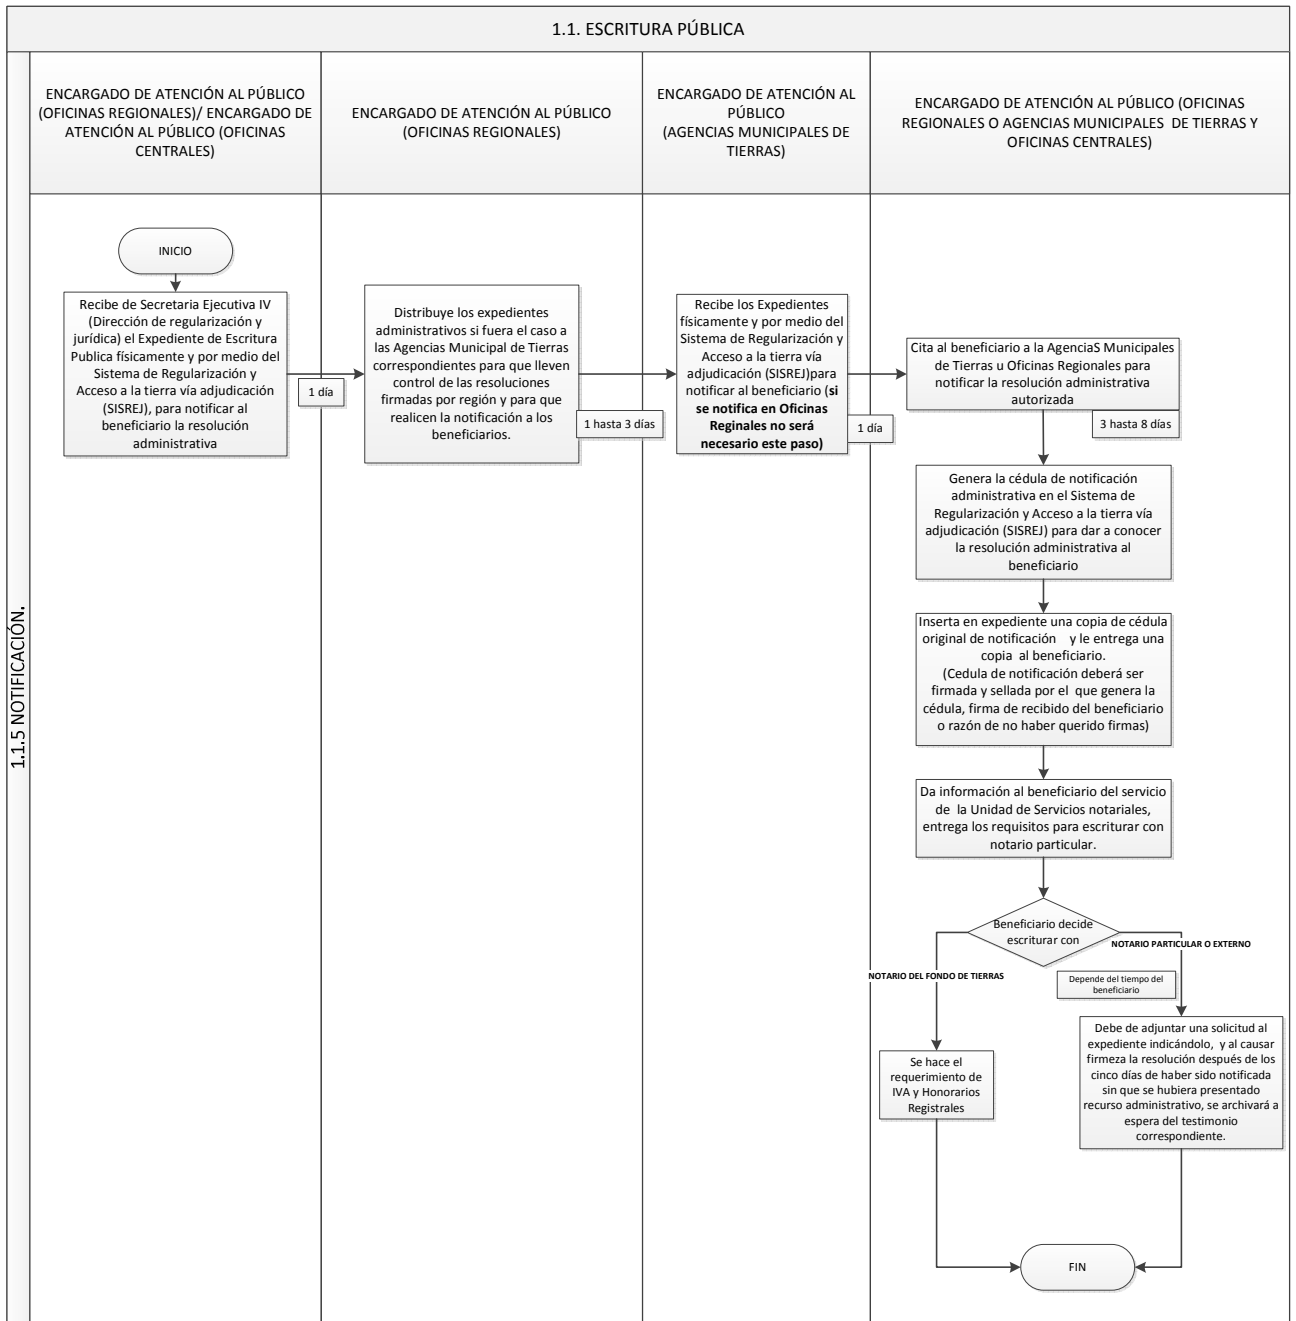 1.1. ESCRITURA PÚBLICA
1.1.5 NOTIFICACIÓN.
ENCARGADO DE ATENCIÓN AL PÚBLICO
(OFICINAS REGIONALES)/ ENCARGADO DE
ATENCIÓN AL PÚBLICO (OFICINAS
CENTRALES)
ENCARGADO DE ATENCIÓN AL PÚBLICO
(OFICINAS REGIONALES)
ENCARGADO DE ATENCIÓN AL
PÚBLICO
(AGENCIAS MUNICIPALES DE
TIERRAS)
ENCARGADO DE ATENCIÓN AL PÚBLICO (OFICINAS
REGIONALES O AGENCIAS MUNICIPALES DE TIERRAS Y
OFICINAS CENTRALES)
INICIO
Recibe de Secretaria Ejecutiva IV
(Dirección de regularización y
jurídica) el Expediente de Escritura
Publica físicamente y por medio del
Sistema de Regularización y
Acceso a la tierra vía adjudicación
(SISREJ), para notificar al
beneficiario la resolución
administrativa
1 día
Distribuye los expedientes
administrativos si fuera el caso a
las Agencias Municipal de Tierras
correspondientes para que lleven
control de las resoluciones
firmadas por región y para que
realicen la notificación a los
beneficiarios.
1 hasta 3 días
Recibe los Expedientes
físicamente y por medio del
Sistema de Regularización y
Acceso a la tierra vía
adjudicación (SISREJ)para
notificar al beneficiario (si
se notifica en Oficinas
Reginales no será
necesario este paso)
1 día
Cita al beneficiario a la AgenciaS Municipales
de Tierras u Oficinas Regionales para
notificar la resolución administrativa
autorizada
3 hasta 8 días
Genera la cédula de notificación
administrativa en el Sistema de
Regularización y Acceso a la tierra vía
adjudicación (SISREJ) para dar a conocer
la resolución administrativa al
beneficiario
Inserta en expediente una copia de cédula
original de notificación y le entrega una
copia al beneficiario.
(Cedula de notificación deberá ser
firmada y sellada por el que genera la
cédula, firma de recibido del beneficiario
o razón de no haber querido firmas)
Da información al beneficiario del servicio
de la Unidad de Servicios notariales,
entrega los requisitos para escriturar con
notario particular.
Beneficiario decide
escriturar con
NOTARIO PARTICULAR O EXTERNO
NOTARIO DEL FONDO DE TIERRAS
Depende del tiempo del
beneficiario
Se hace el
requerimiento de
IVA y Honorarios
Registrales
Debe de adjuntar una solicitud al
expediente indicándolo, y al causar
firmeza la resolución después de los
cinco días de haber sido notificada
sin que se hubiera presentado
recurso administrativo, se archivará a
espera del testimonio
correspondiente.
FIN